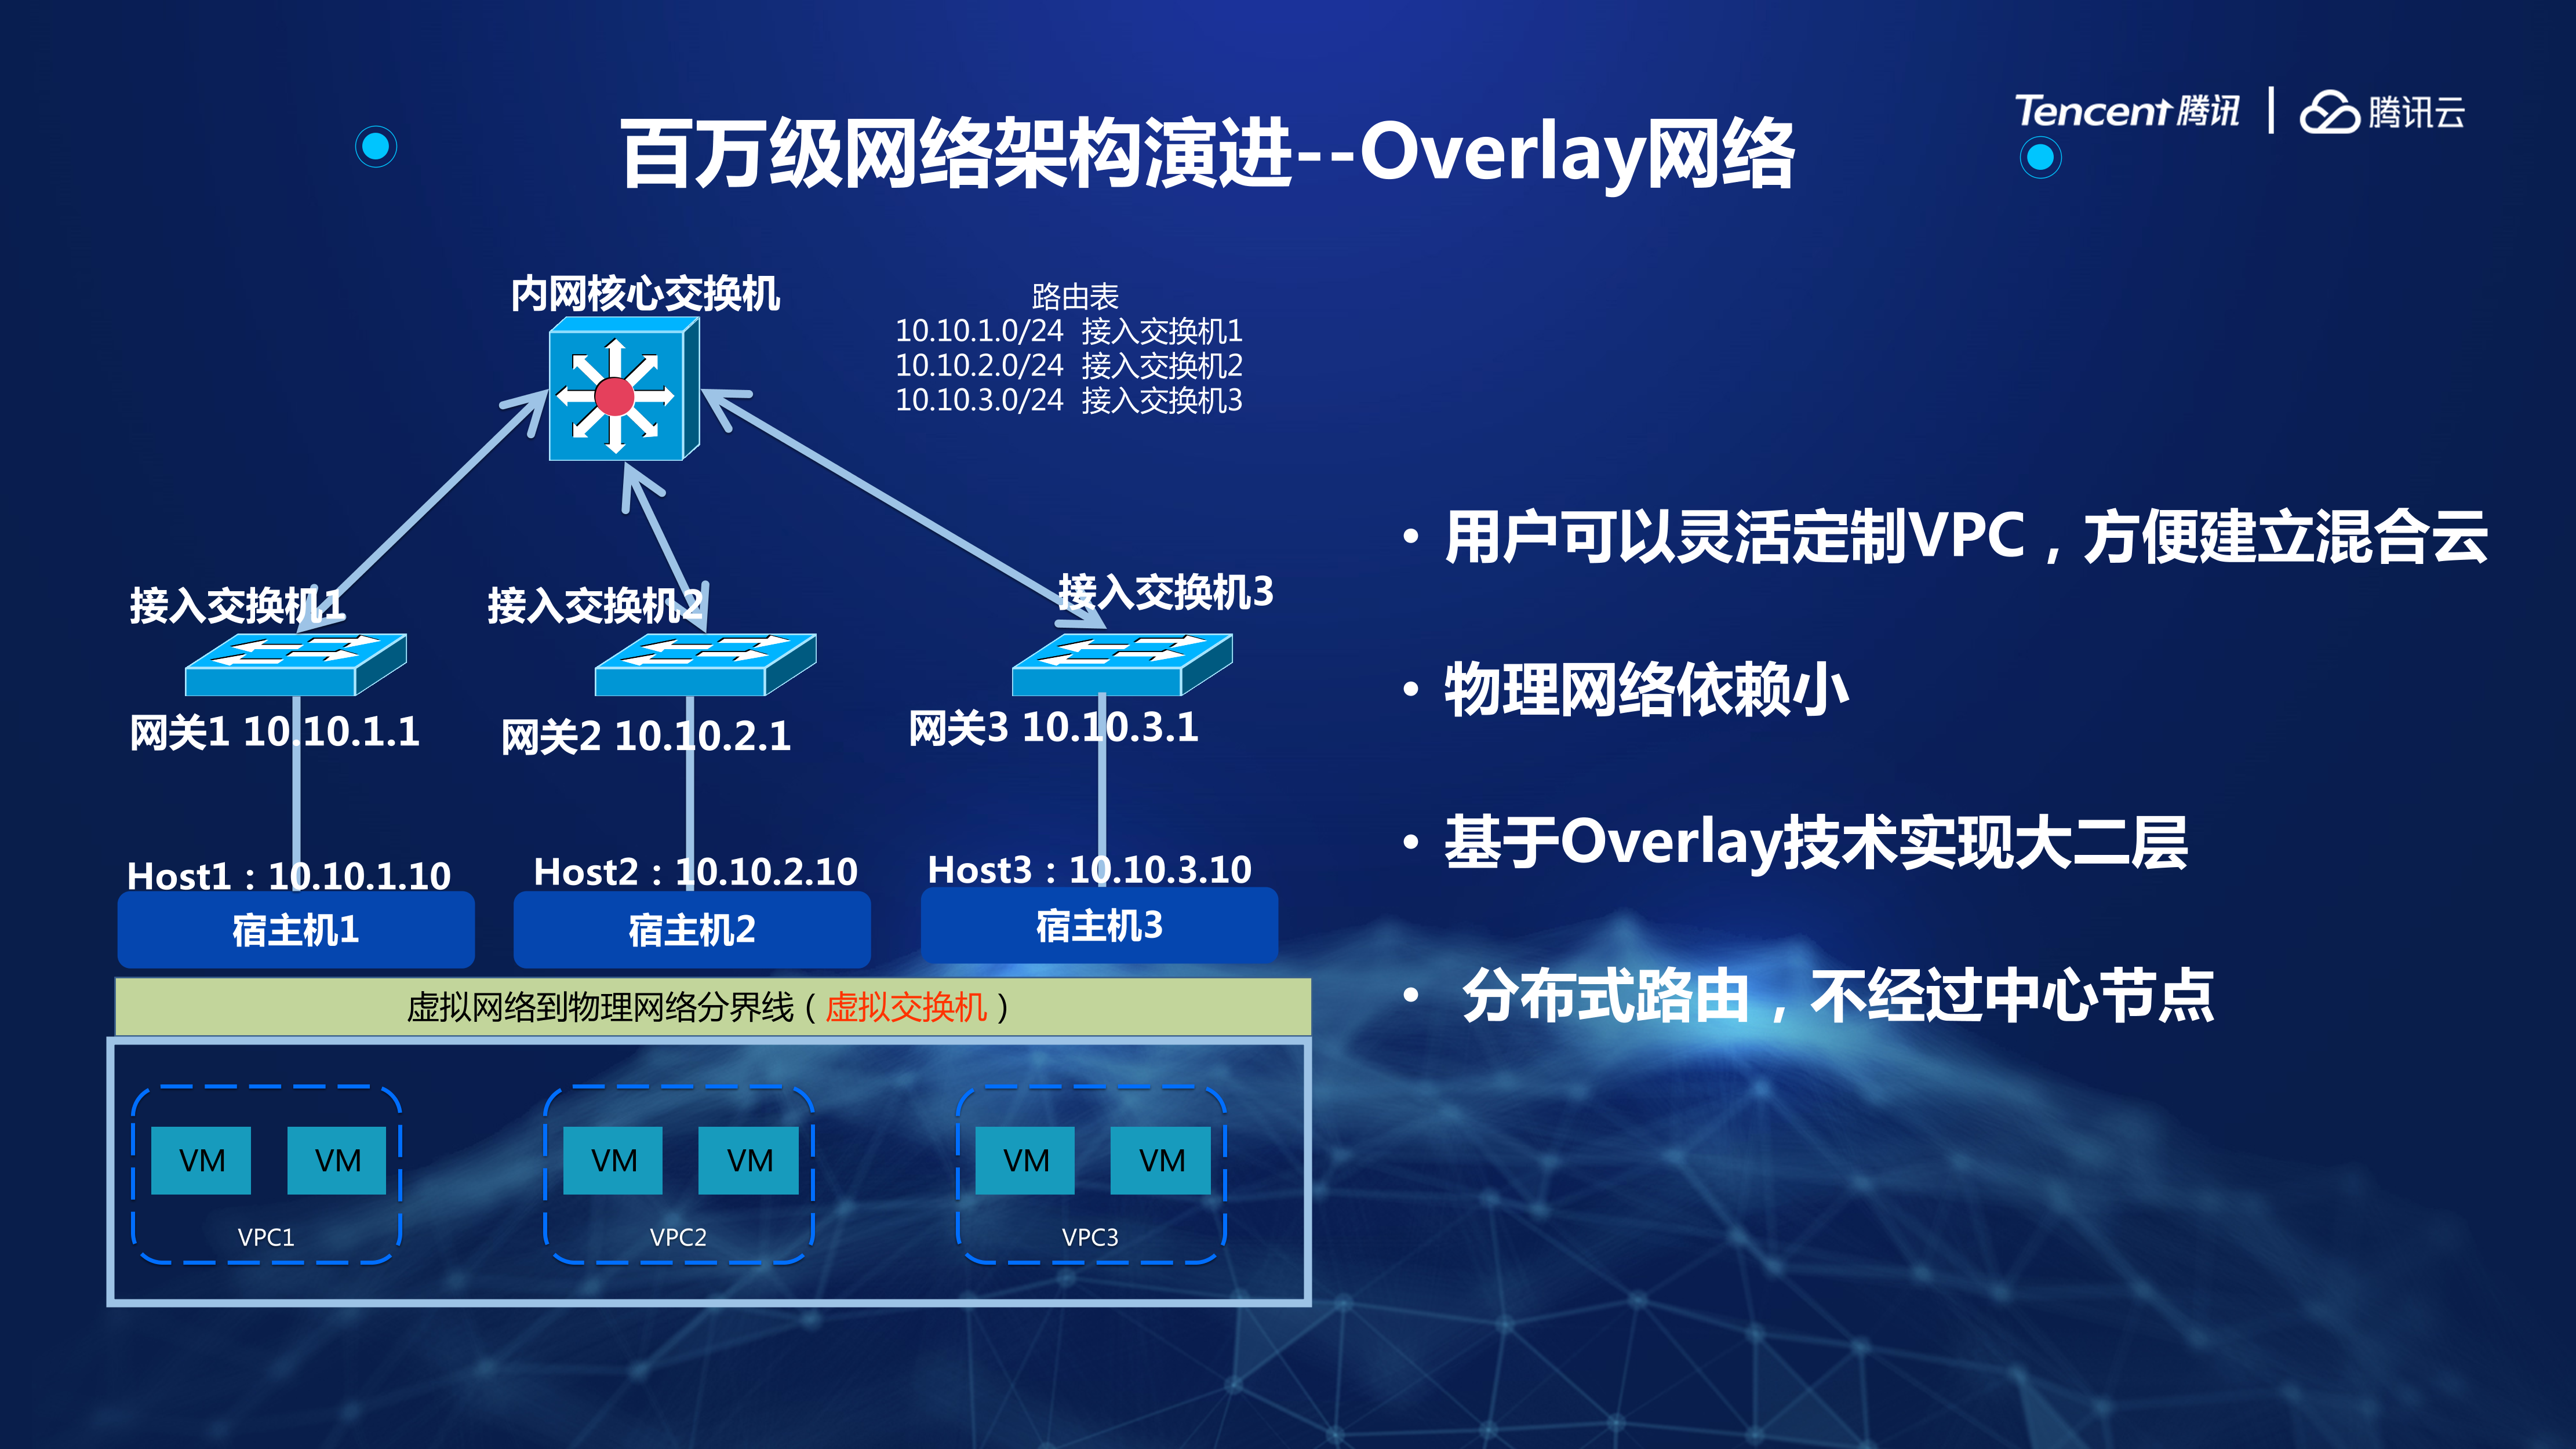 百万级网络架构演进--Overlay网络
Tencent腾讯 | 腾讯云
内网核心交换机
路由表
10.10.1.0/24 接入交换机1
10.10.2.0/24 接入交换机2
10.10.3.0/24 接入交换机3
接入交换机1
接入交换机2
接入交换机3
网关1 10.10.1.1
网关2 10.10.2.1
网关3 10.10.3.1
Host1：10.10.1.10
Host2：10.10.2.10
Host3：10.10.3.10
宿主机1
宿主机2
宿主机3
虚拟网络到物理网络分界线（虚拟交换机）
VM
VM
VM
VM
VM
VM
VPC1
VPC2
VPC3
• 用户可以灵活定制VPC，方便建立混合云
• 物理网络依赖小
• 基于Overlay技术实现大二层
• 分布式路由，不经过中心节点